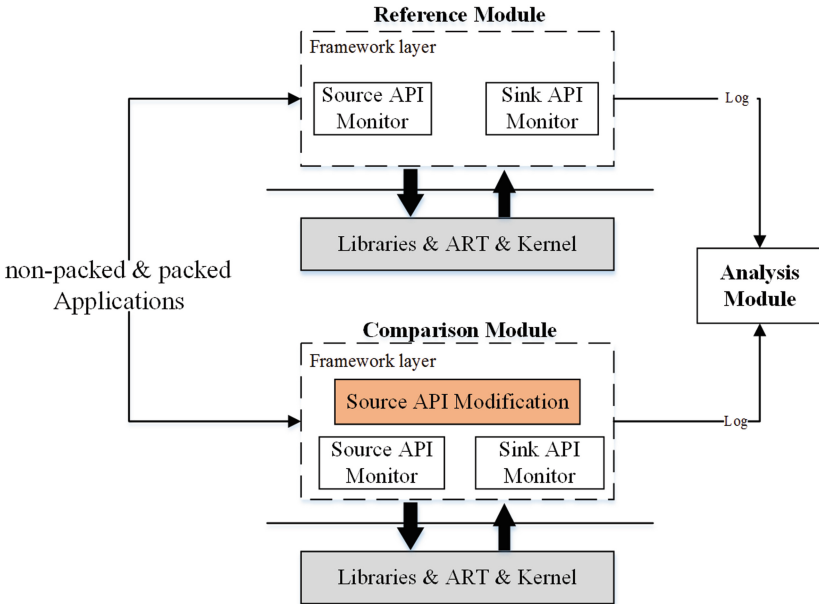 Reference Module
Framework layer
Source API
Monitor
Sink API
Monitor
Log
Libraries & ART & Kernel
non-packed & packed
Applications
Analysis
Module
Comparison Module
Framework layer
Source API Modification
Source API
Monitor
Sink API
Monitor
Log
Libraries & ART & Kernel